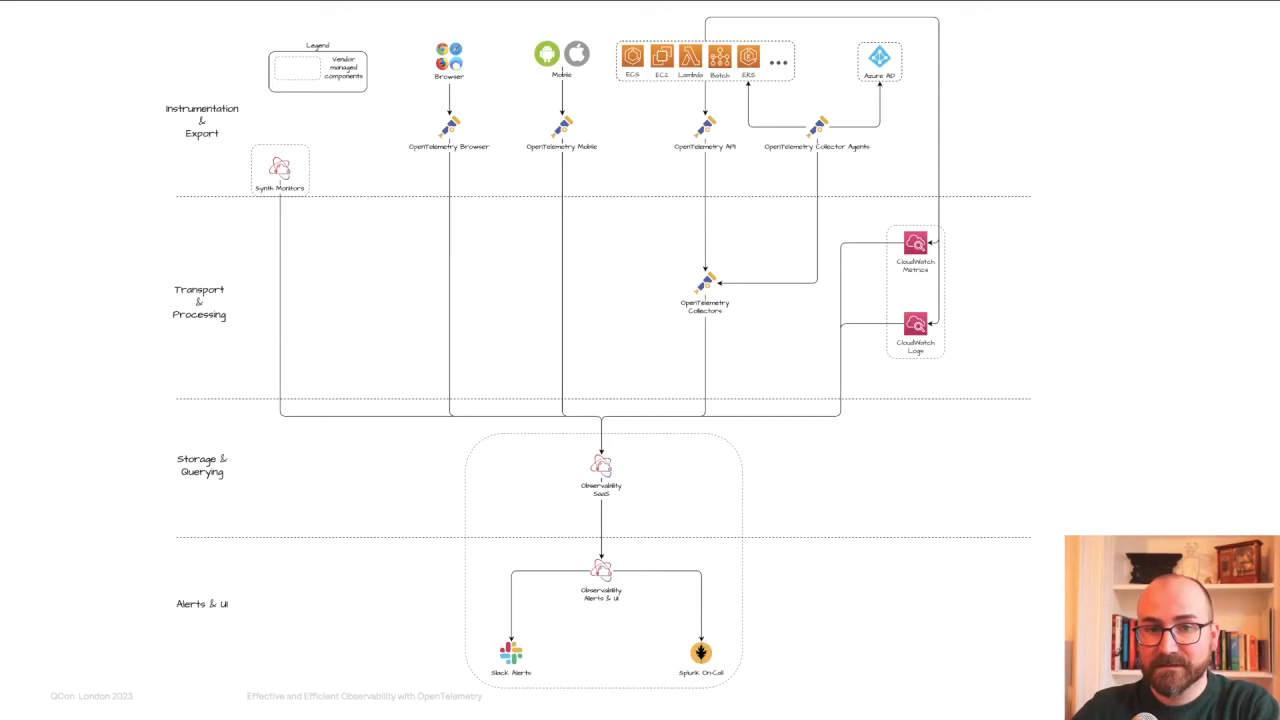 Legend
Vendor
managed
components
Browser
Mobile
ECS
EC2
Lambda
Batch
EKS
Azure AD
Instrumentation
&
Export
OpenTelemetry Browser
OpenTelemetry Mobile
OpenTelemetry API
OpenTelemetry Collector Agents
Synth Monitors
Transport
&
Processing
CloudWatch
Metrics
OpenTelemetry
Collectors
CloudWatch
Logs
Storage &
Querying
Observability
SaaS
Alerts & UI
Observability
Alerts & UI
Slack Alerts
Splunk On-Call
QCon London 2023
Effective and Efficient Observability with OpenTelemetry